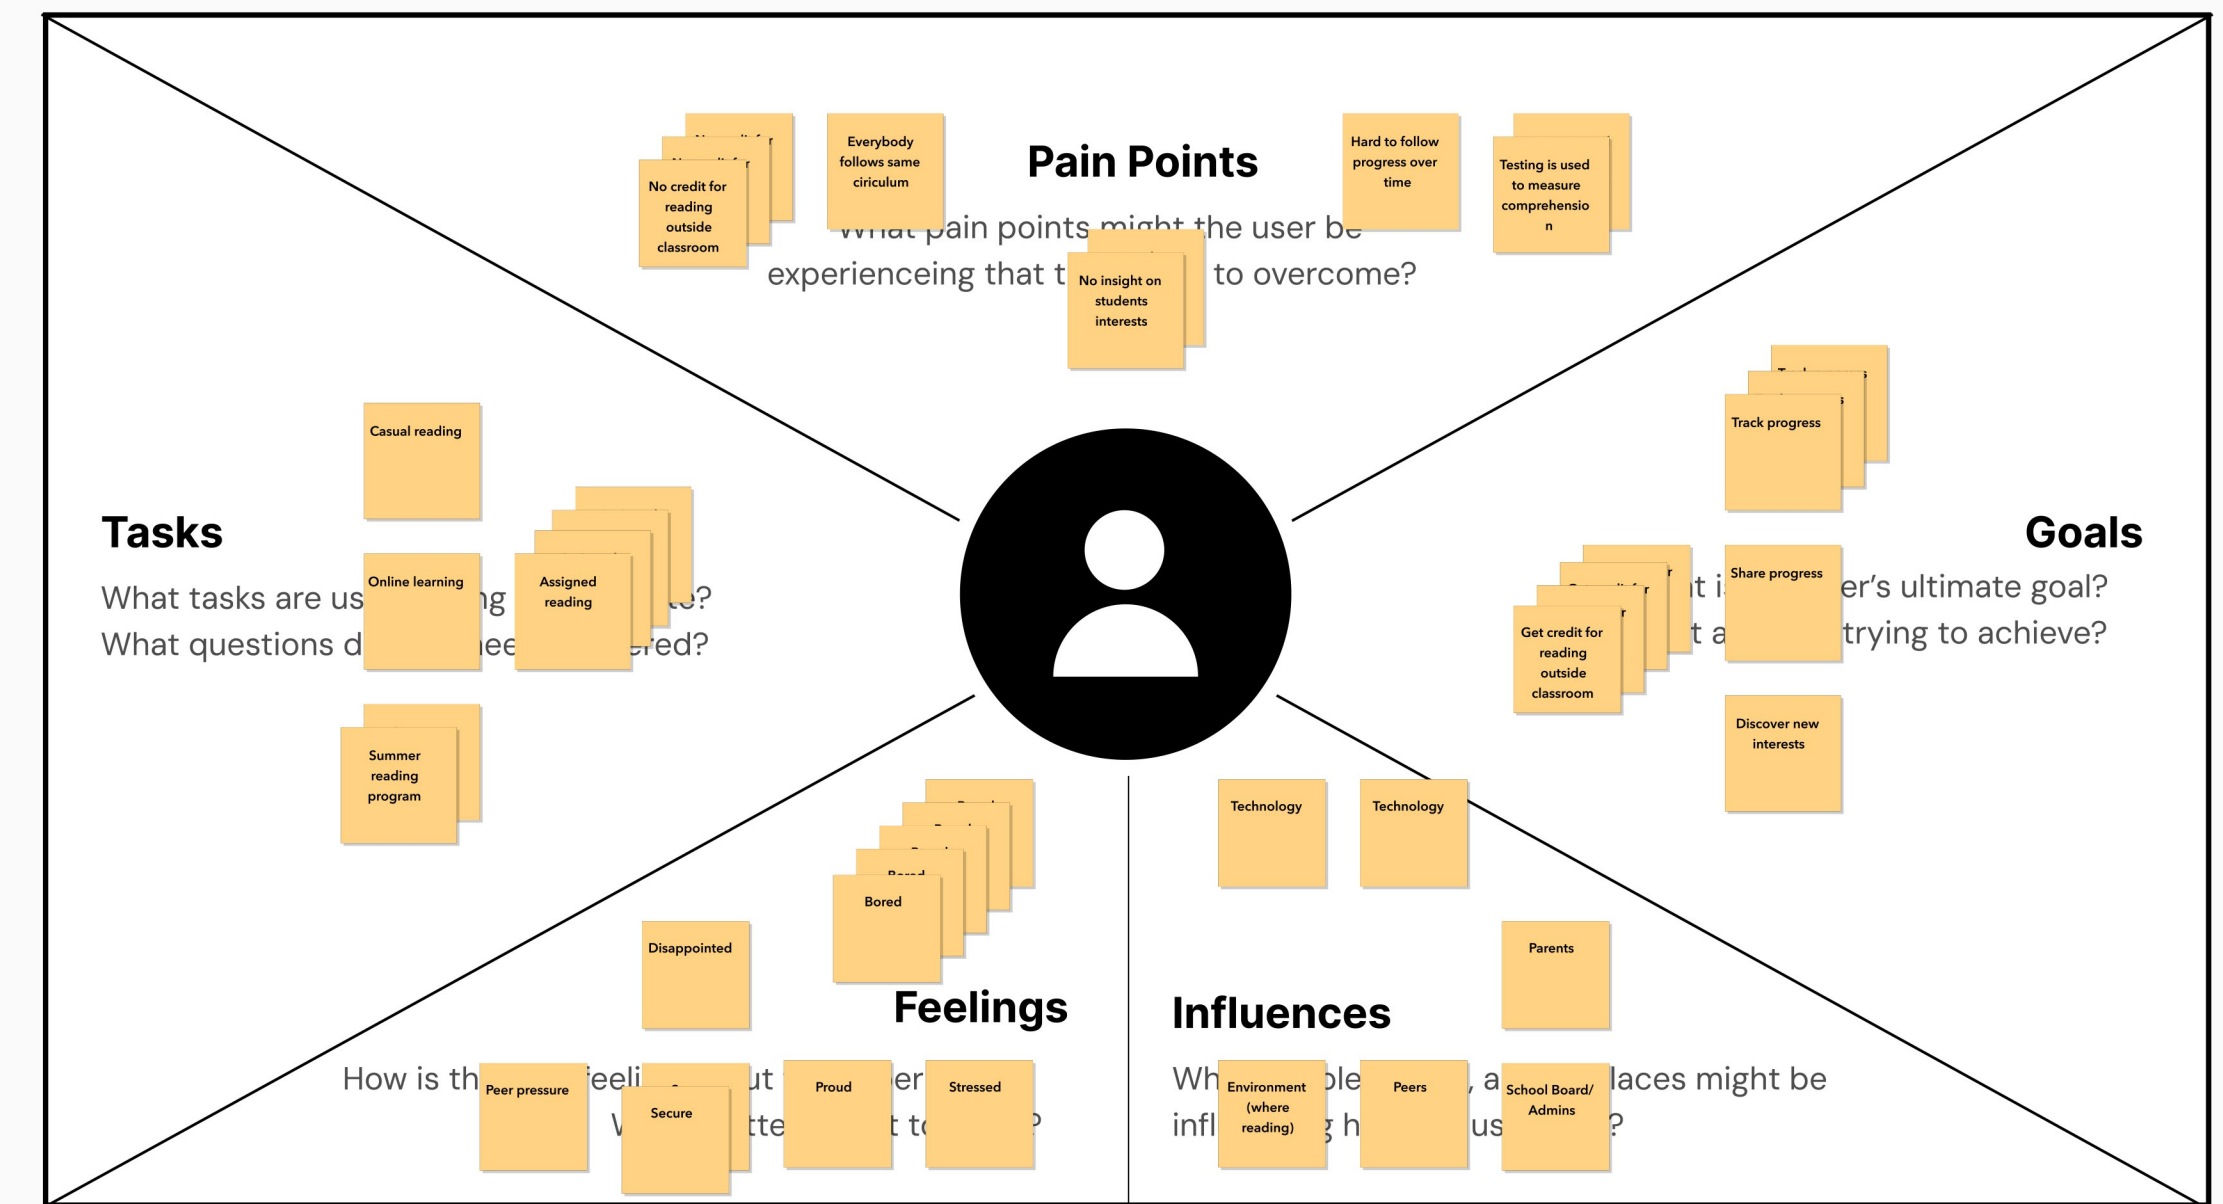 No credit for
reading
outside
classroom
Everybody
follows same
ciriculum
Pain Points
pain points might the user be
experienceing that
to overcome?
No insight on
students
interests
Hard to follow
progress over
time
Testing is used
to measure
comprehensio
n
Tasks
What tasks are
What questions
Casual reading
Online learning
Assigned
reading
Summer
reading
program
Goals
ultimate goal?
trying to achieve?
Track progress
Share progress
Get credit for
reading
outside
classroom
Discover new
interests
Feelings
How is
Bored
Bored
Disappointed
Peer pressure
Secure
Proud
Stressed
Influences
might be
Technology
Technology
Parents
Environment
(where
reading)
Peers
School Board/
Admins